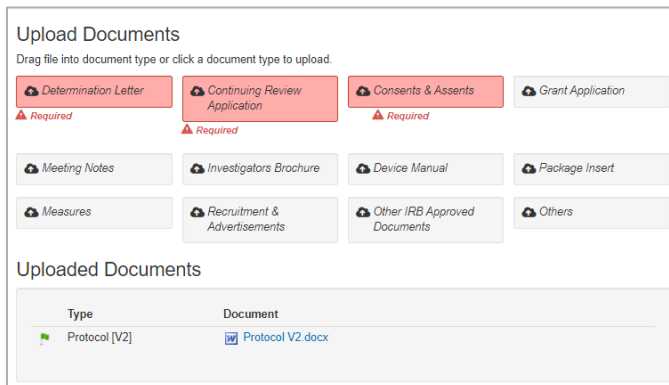 Upload Documents
Drag file into document type or click a document type to upload.
Determination Letter
Required
Continuing Review
Application
Required
Consents & Assents
Required
Grant Application
Meeting Notes
Investigators Brochure
Device Manual
Package Insert
Measures
Recruitment &
Advertisements
Other IRB Approved
Documents
Others
Uploaded Documents
Type Document
Protocol [V2] Protocol V2.docx